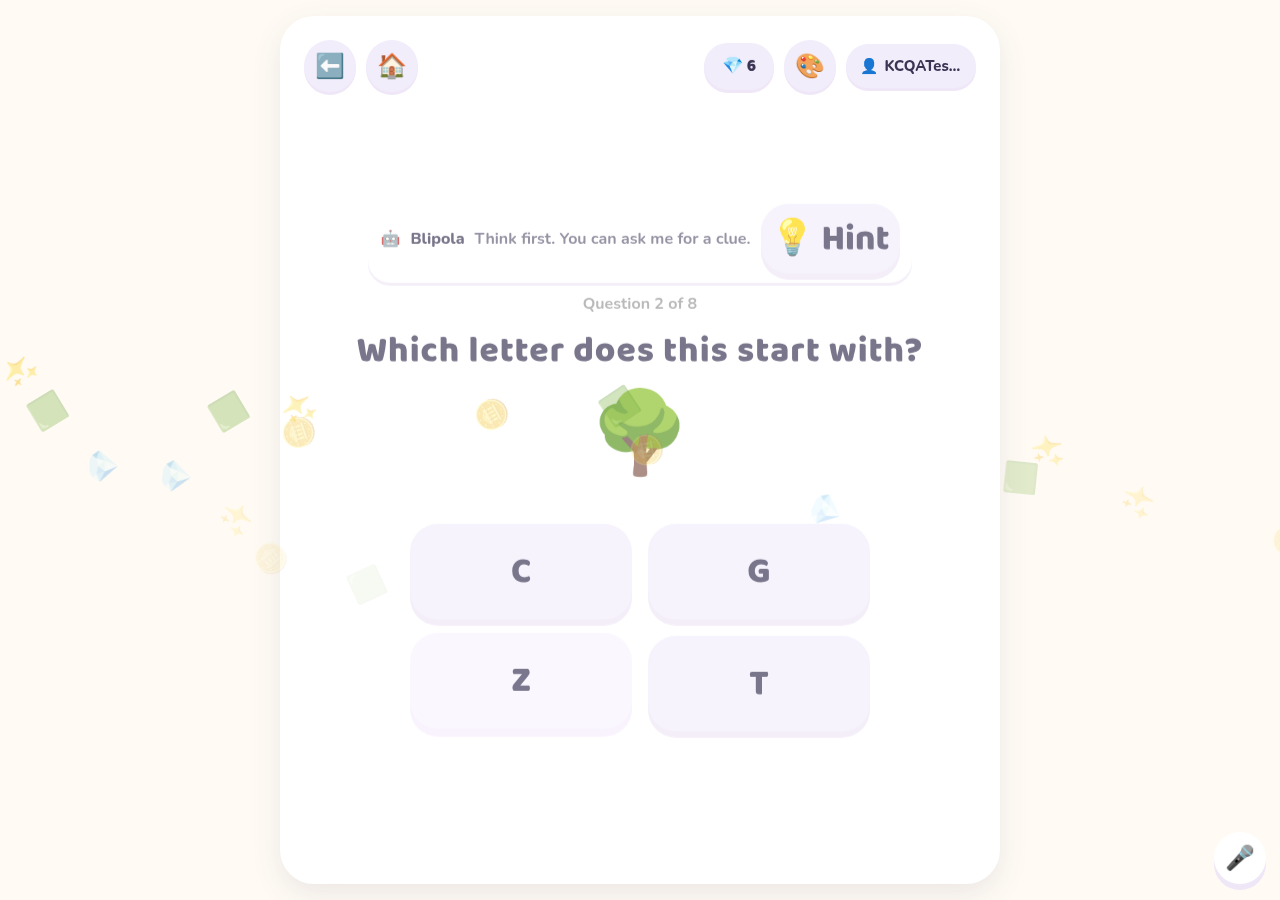 6
KCQATes...
Blipola Think first. You can ask me for a clue. Hint
Question 2 of 8
Which letter does this start with?
C G
Z T